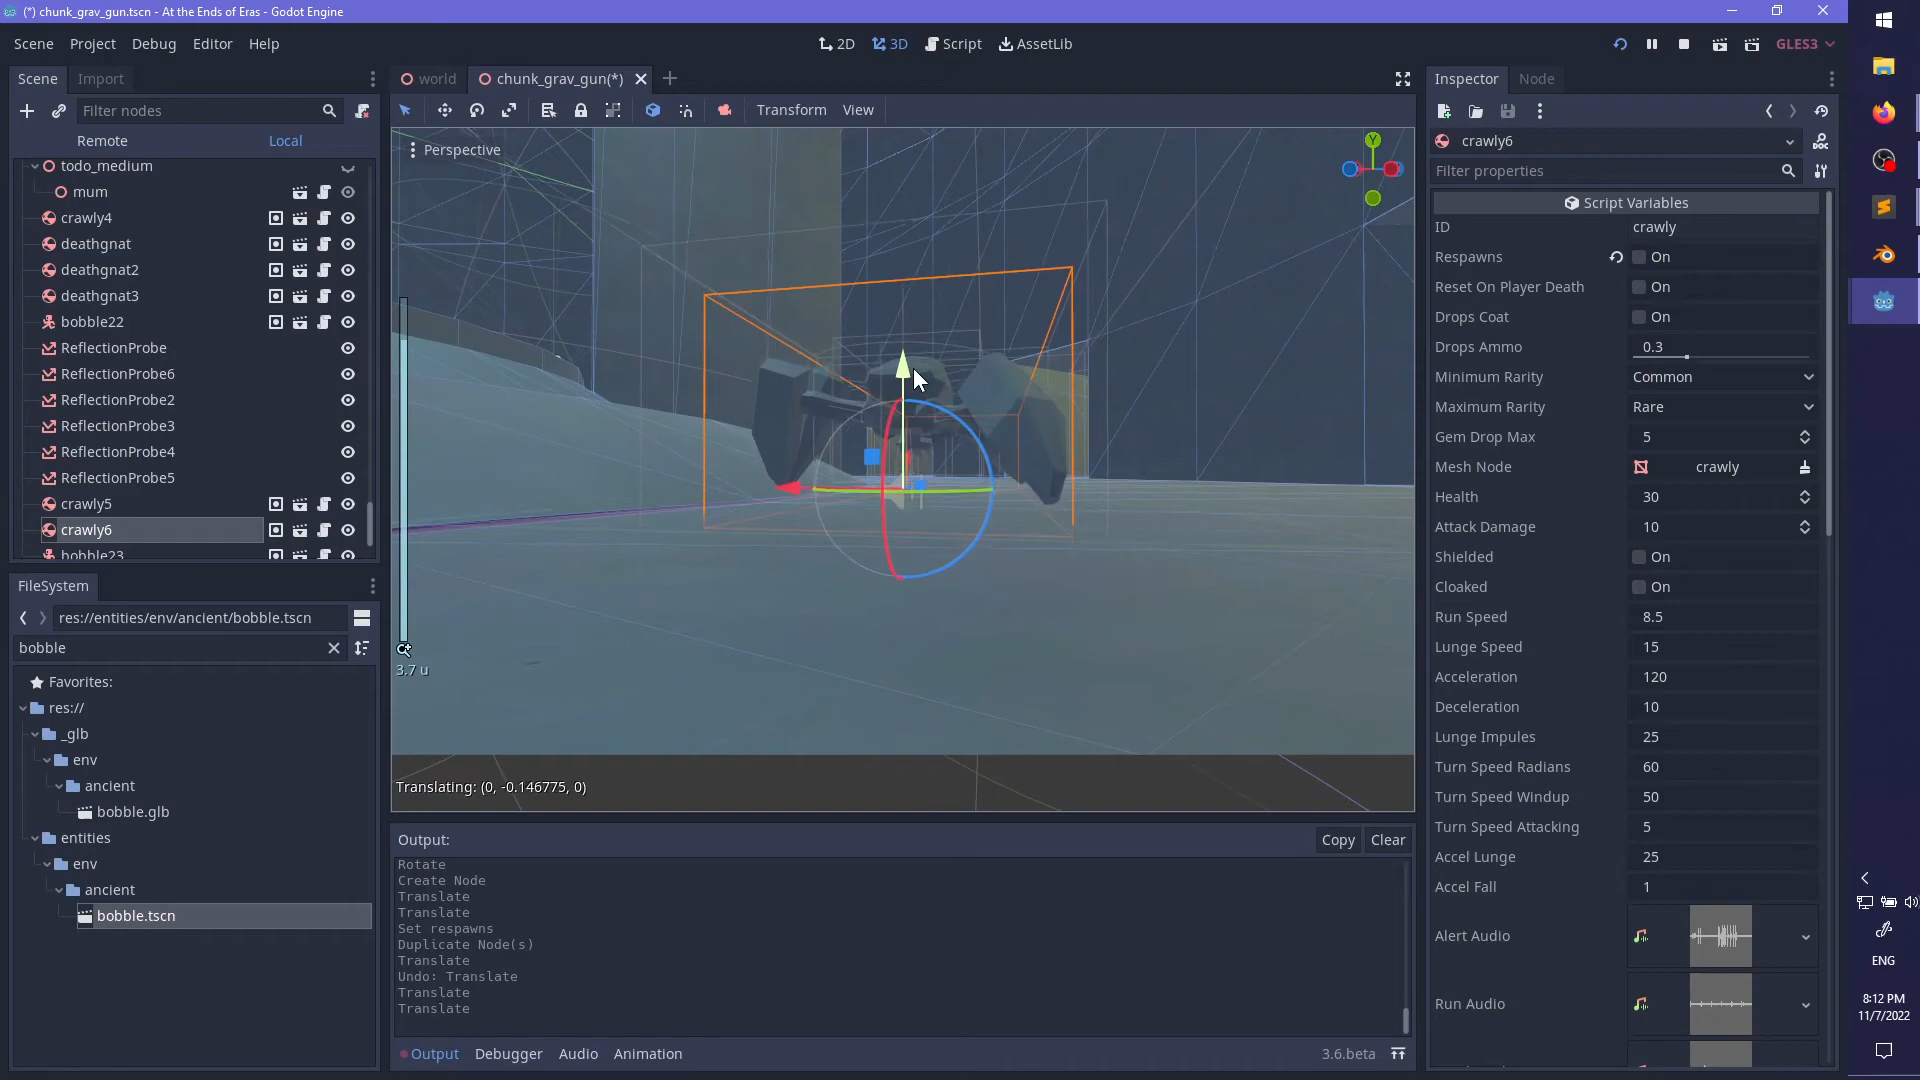 (*) chunk_grav_gun.tscn - At the Ends of Eras - Godot Engine
Scene Project Debug Editor Help
2D 3D Script AssetLib
GLES3
Scene Import
world chunk_grav_gun(*)
Inspector Node
Filter nodes
Transform View
Remote Local
crawly6
Perspective
Filter properties
todo_medium
mum
crawly4
deathgnat
deathgnat2
deathgnat3
bobble22
ReflectionProbe
ReflectionProbe6
ReflectionProbe2
ReflectionProbe3
ReflectionProbe4
ReflectionProbe5
crawly5
crawly6
bobble23
Y
3.7 u
Translating: (0, -0.146775, 0)
Script Variables
ID crawly
Respawns On
Reset On Player Death On
Drops Coat On
Drops Ammo 0.3
Minimum Rarity Common
Maximum Rarity Rare
Gem Drop Max 5
Mesh Node crawly
Health 30
Attack Damage 10
Shielded On
Cloaked On
Run Speed 8.5
Lunge Speed 15
Acceleration 120
Deceleration 10
Lunge Impules 25
Turn Speed Radians 60
Turn Speed Windup 50
Turn Speed Attacking 5
Accel Lunge 25
Accel Fall 1
Alert Audio
Run Audio
FileSystem
res://entities/env/ancient/bobble.tscn
bobble
Favorites:
res://
_glb
env
ancient
bobble.glb
entities
env
ancient
bobble.tscn
Output:
Copy Clear
Rotate
Create Node
Translate
Translate
Set respawns
Duplicate Node(s)
Translate
Undo: Translate
Translate
Translate
Output Debugger Audio Animation
3.6.beta
ENG
8:12 PM
11/7/2022